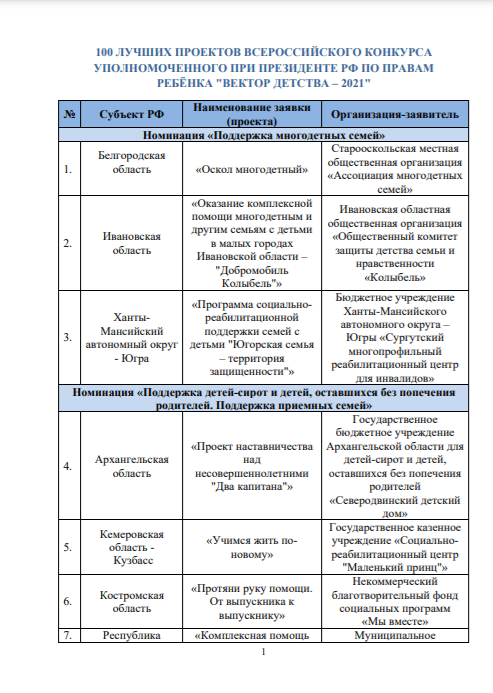 100 ЛУЧШИХ ПРОЕКТОВ ВСЕРОССИЙСКОГО КОНКУРСА
УПОЛНОМОЧЕННОГО ПРИ ПРЕЗИДЕНТЕ РФ ПО ПРАВАМ
РЕБЁНКА "ВЕКТОР ДЕТСТВА – 2021"
№
Субъект РФ
Наименование заявки
(проекта)
Организация-заявитель
Номинация «Поддержка многодетных семей»
1.
Белгородская
область
«Оскол многодетный»
Старооскольская местная
общественная организация
«Ассоциация многодетных
семей»
2.
Ивановская
область
«Оказание комплексной
помощи многодетным и
другим семьям с детьми
в малых городах
Ивановской области –
"Добромобиль
Колыбель"»
Ивановская областная
общественная организация
«Общественный комитет
защиты детства семьи и
нравственности
«Колыбель»
3.
Ханты-
Мансийский
автономный округ
- Югра
«Программа социально-
реабилитационной
поддержки семей с
детьми "Югорская семья
– территория
защищенности"»
Бюджетное учреждение
Ханты-Мансийского
автономного округа –
Югры «Сургутский
многопрофильный
реабилитационный центр
для инвалидов»
Номинация «Поддержка детей-сирот и детей, оставшихся без попечения
родителей. Поддержка приемных семей»
4.
Архангельская
область
«Проект наставничества
над
несовершеннолетними
"Два капитана"»
Государственное
бюджетное учреждение
Архангельской области для
детей-сирот и детей,
оставшихся без попечения
родителей
«Северодвинский детский
дом»
5.
Кемеровская
область -
Кузбасс
«Учимся жить по-
новому»
Государственное казенное
учреждение «Социально-
реабилитационный центр
"Маленький принц"»
6.
Костромская
область
«Протяни руку помощи.
От выпускника к
выпускнику»
Некоммерческий
благотворительный фонд
социальных программ
«Мы вместе»
7.
Республика
«Комплексная помощь
Муниципальное
1